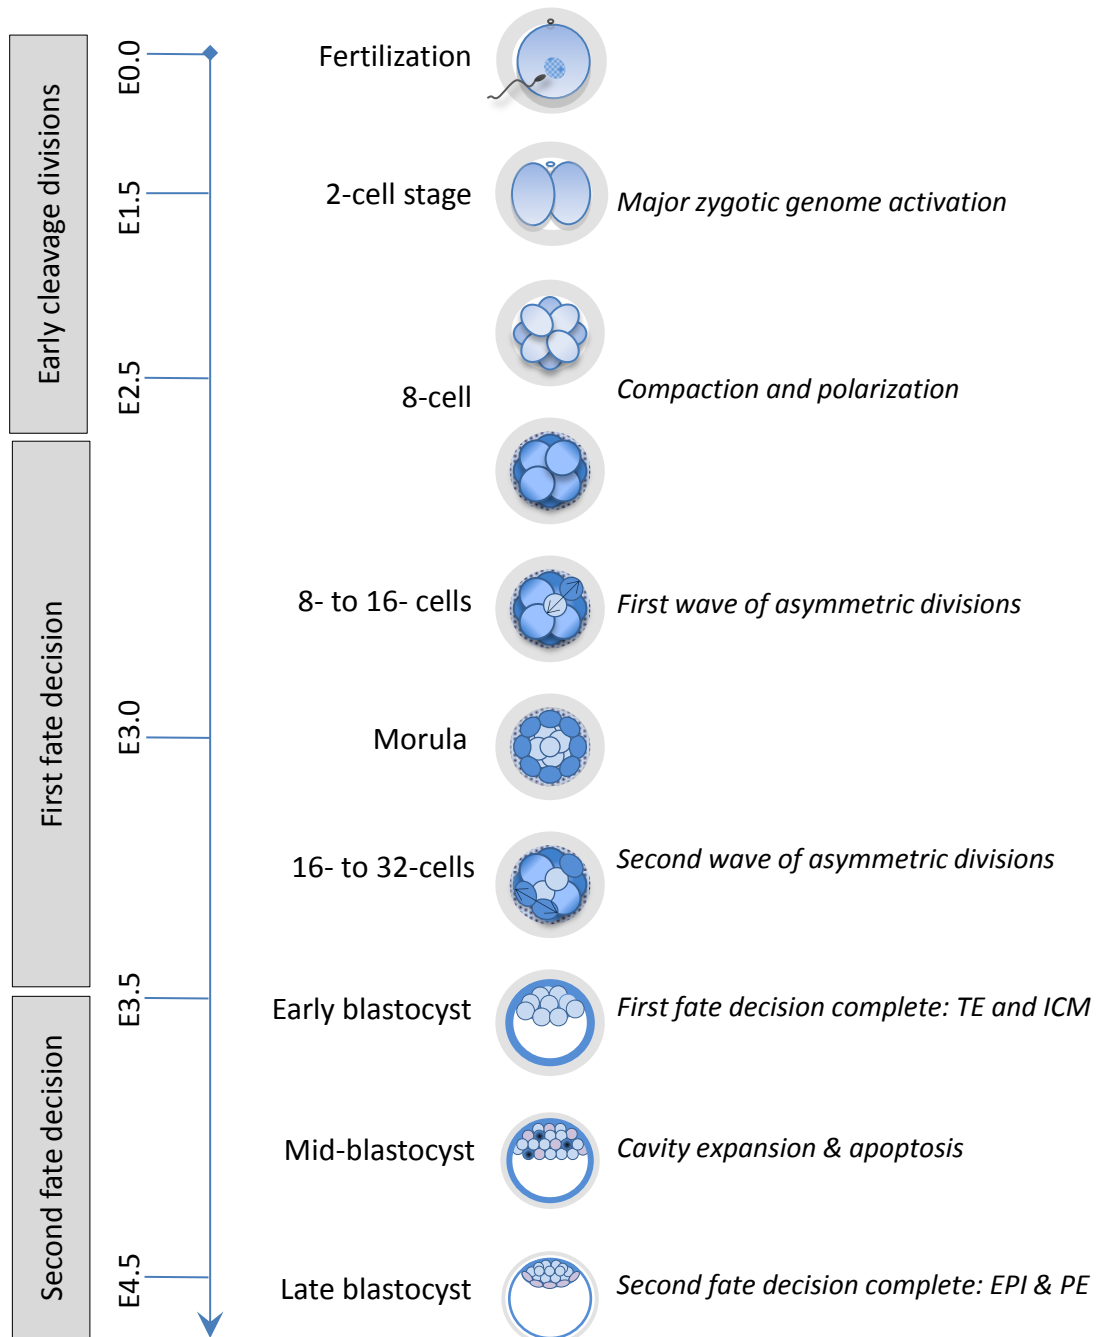 Early cleavage divisions
First fate decision
Second fate decision
E0.0
E1.5
E2.5
E3.0
E3.5
E4.5
Fertilization
2-cell stage
Major zygotic genome activation
8-cell
Compaction and polarization
8- to 16- cells
First wave of asymmetric divisions
Morula
16- to 32-cells
Second wave of asymmetric divisions
Early blastocyst
First fate decision complete: TE and ICM
Mid-blastocyst
Cavity expansion & apoptosis
Late blastocyst
Second fate decision complete: EPI & PE